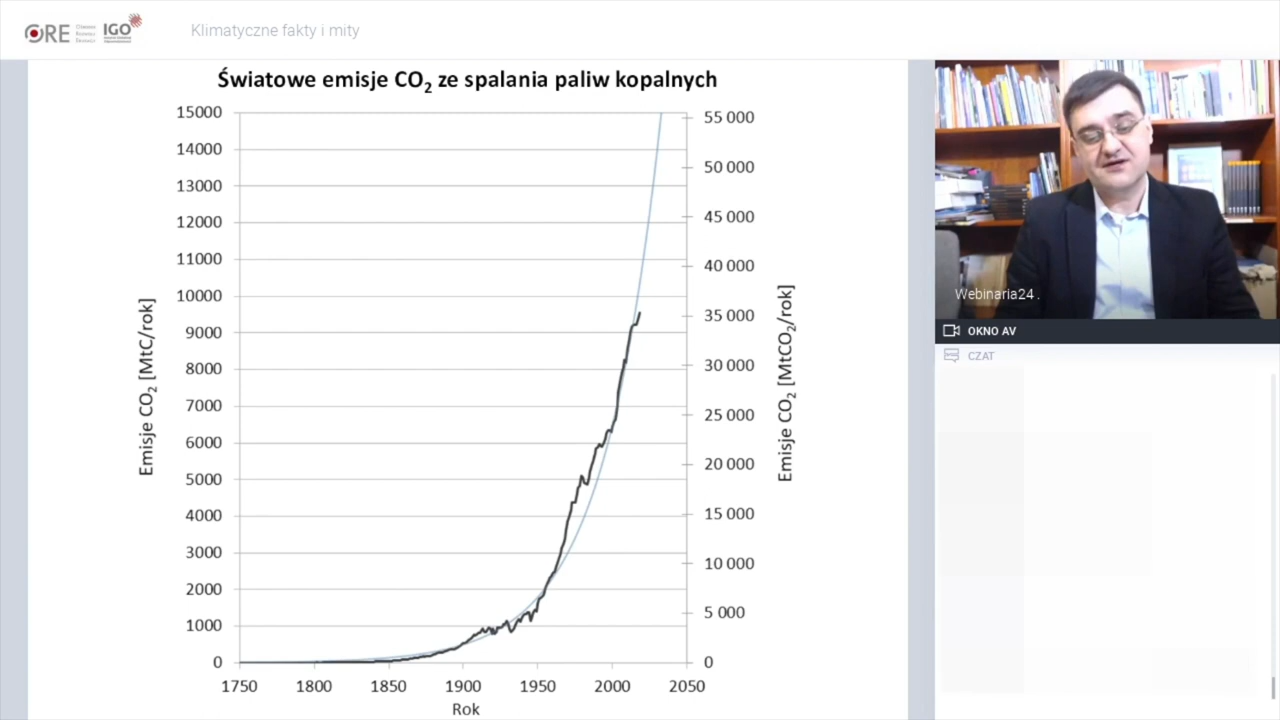 ORE
IGO
Klimatyczne fakty i mity
Światowe emisje CO₂ ze spalania paliw kopalnych
15000
14000
13000
12000
11000
10000
9000
8000
7000
6000
5000
4000
3000
2000
1000
0
Emisje CO₂ [MtC/rok]
55 000
50 000
45 000
40 000
35 000
30 000
25 000
20 000
15 000
10 000
5 000
0
Emisje CO₂ [MtCO₂/rok]
1750 1800 1850 1900 1950 2000 2050
Rok
Webinaria24 .
OKNO AV
CZAT